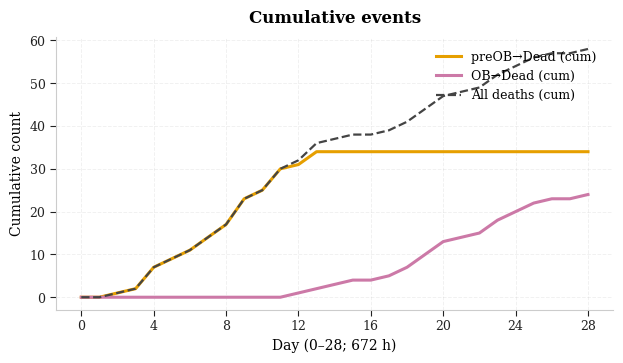 Cumulative events
Cumulative count
60
50
40
30
20
10
0
preOB→Dead (cum)
OB→Dead (cum)
All deaths (cum)
0 4 8 12 16 20 24 28
Day (0–28; 672 h)